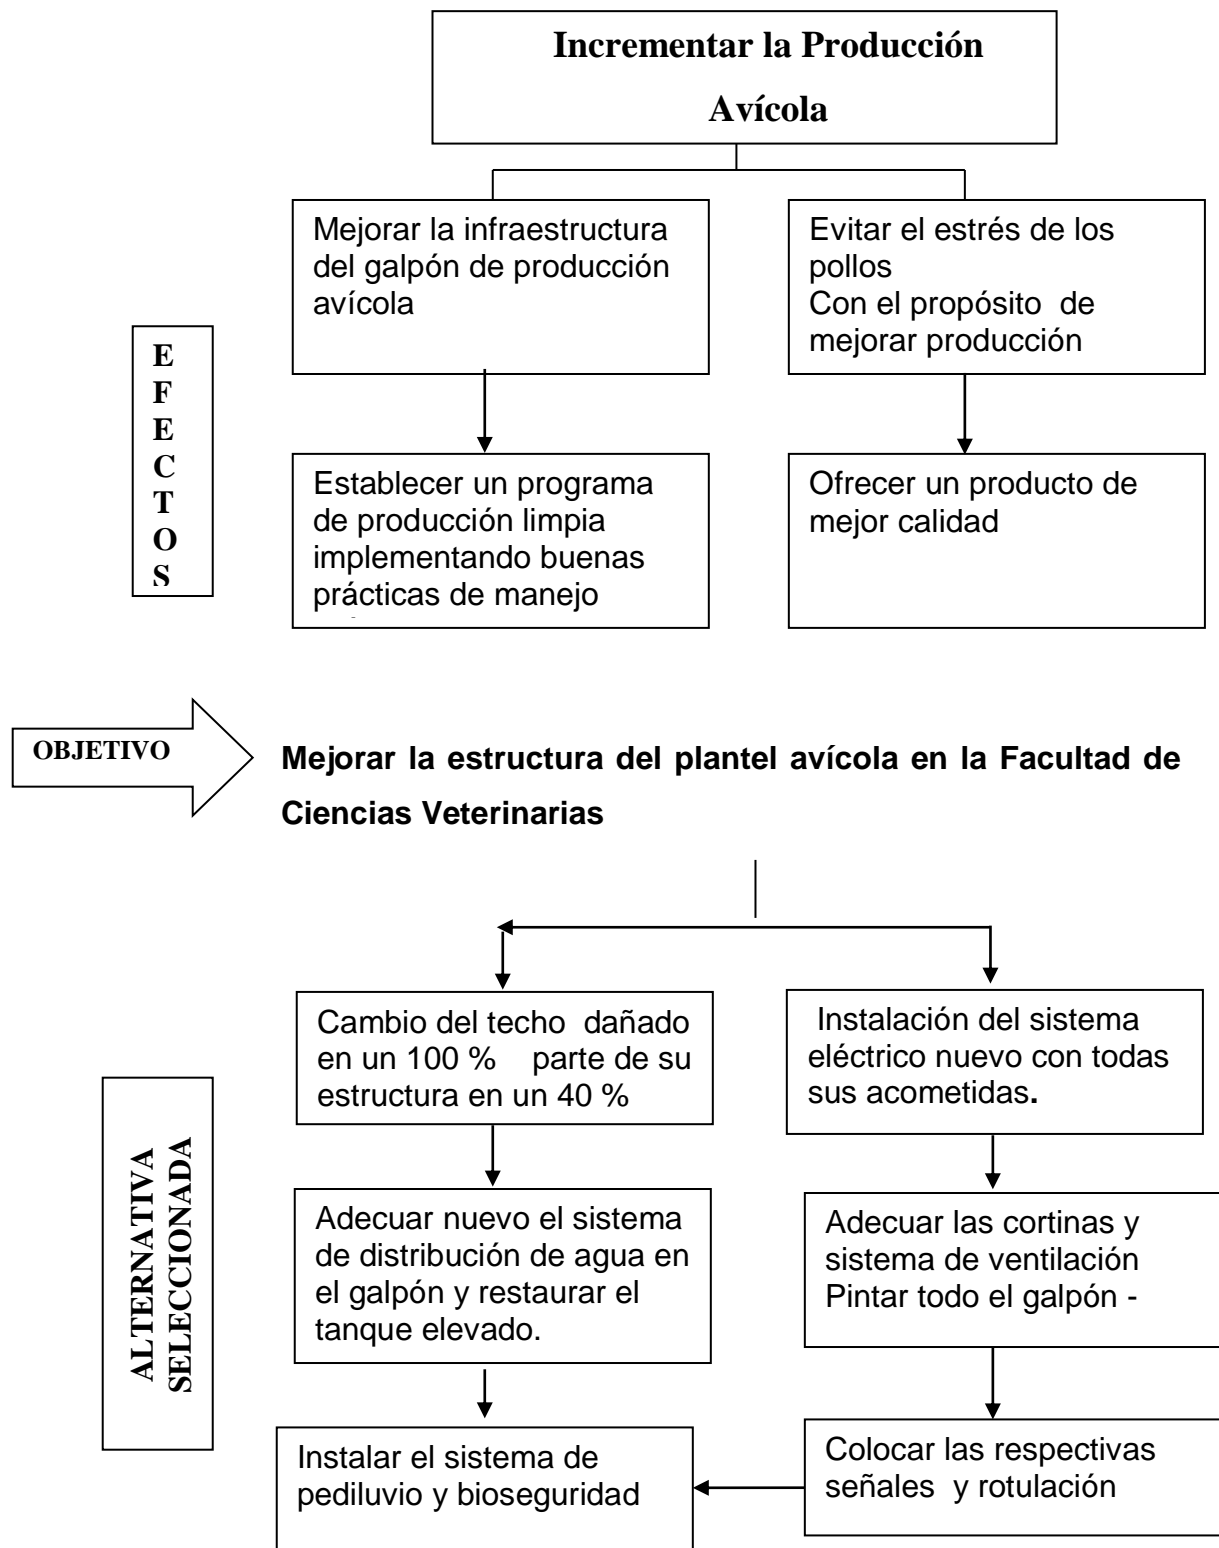 Incrementar la Producción
Avícola
Mejorar la infraestructura
del galpón de producción
avícola
Evitar el estrés de los
pollos
Con el propósito de
mejorar producción
E
F
E
C
T
O
S
Establecer un programa
de producción limpia
implementando buenas
prácticas de manejo
Ofrecer un producto de
mejor calidad
OBJETIVO
Mejorar la estructura del plantel avícola en la Facultad de
Ciencias Veterinarias
Cambio del techo dañado
en un 100 % parte de su
estructura en un 40 %
Instalación del sistema
eléctrico nuevo con todas
sus acometidas.
ALTERNATIVA
SELECCIONADA
Adecuar nuevo el sistema
de distribución de agua en
el galpón y restaurar el
tanque elevado.
Adecuar las cortinas y
sistema de ventilación
Pintar todo el galpón -
Instalar el sistema de
pediluvio y bioseguridad
Colocar las respectivas
señales y rotulación